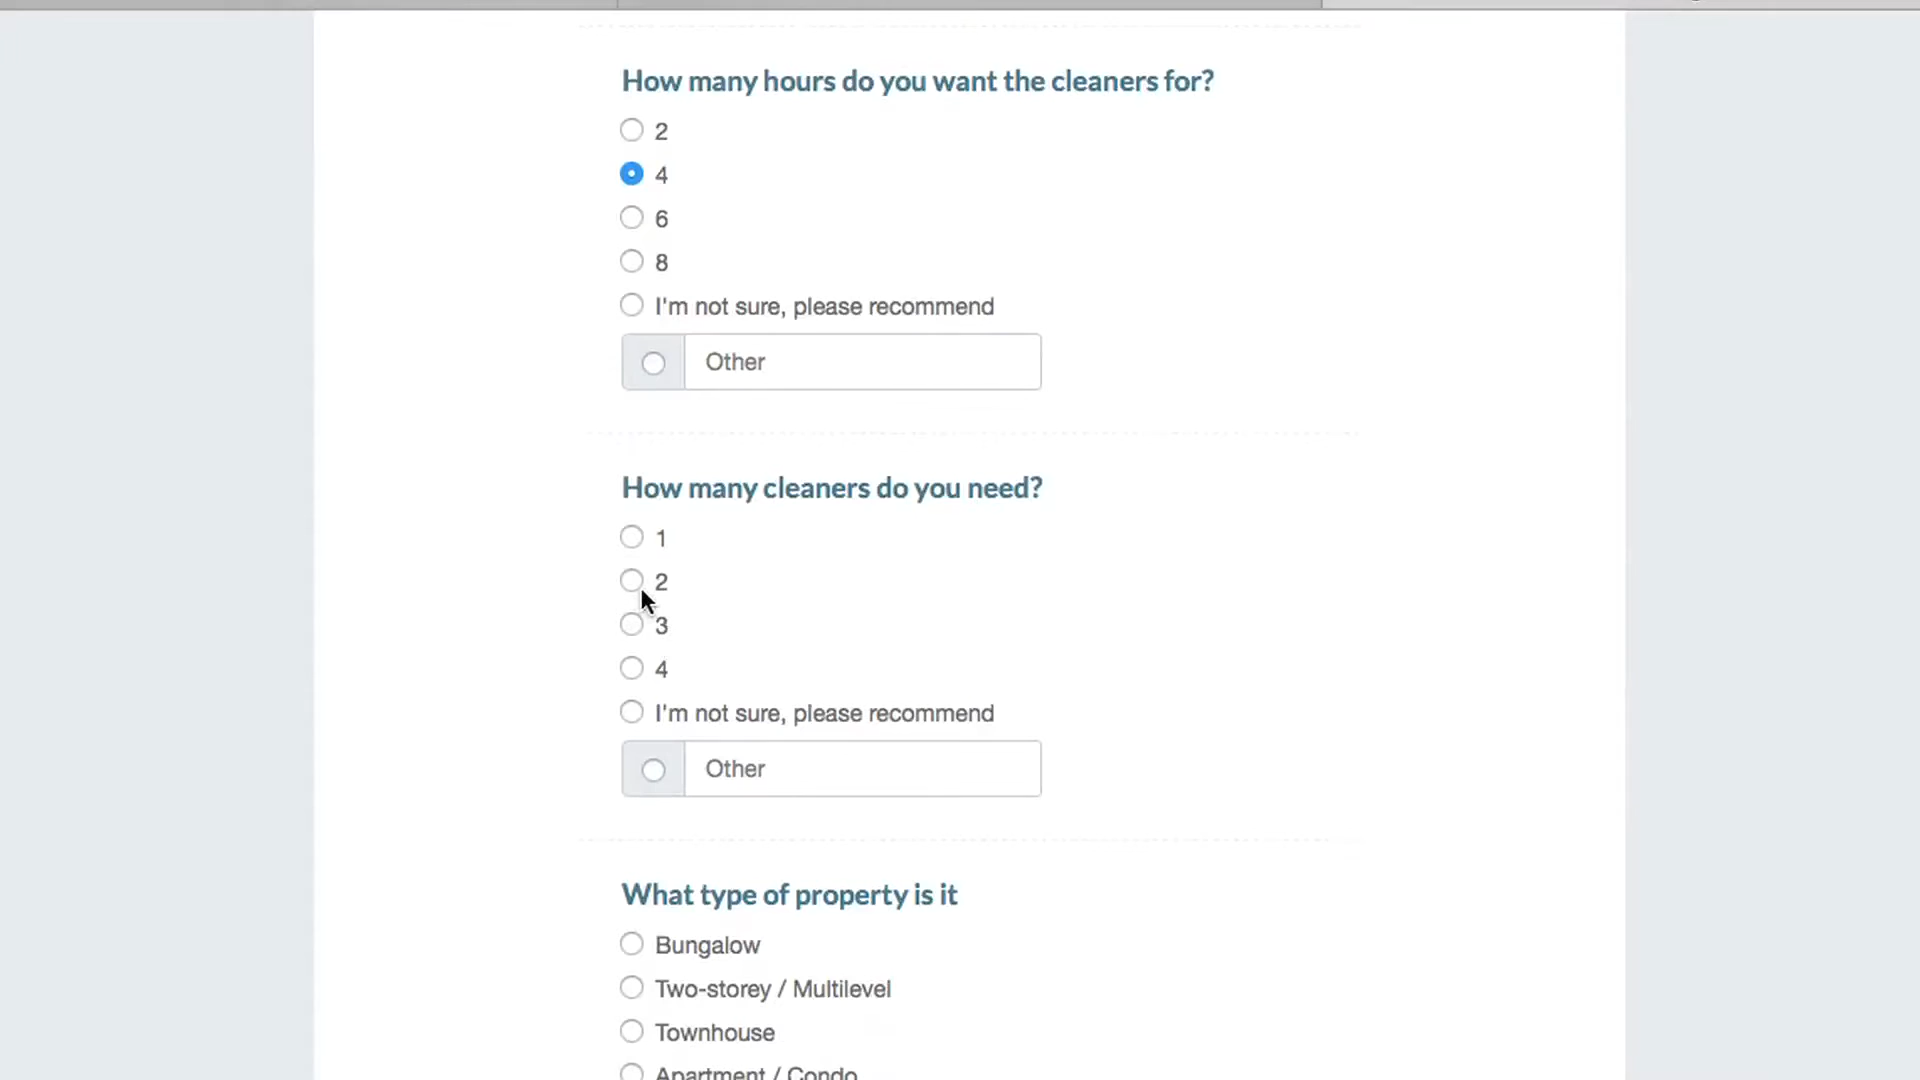 How many hours do you want the cleaners for?
2
4
6
8
I'm not sure, please recommend
Other
How many cleaners do you need?
1
2
3
4
I'm not sure, please recommend
Other
What type of property is it
Bungalow
Two-storey / Multilevel
Townhouse
Apartment / Condo